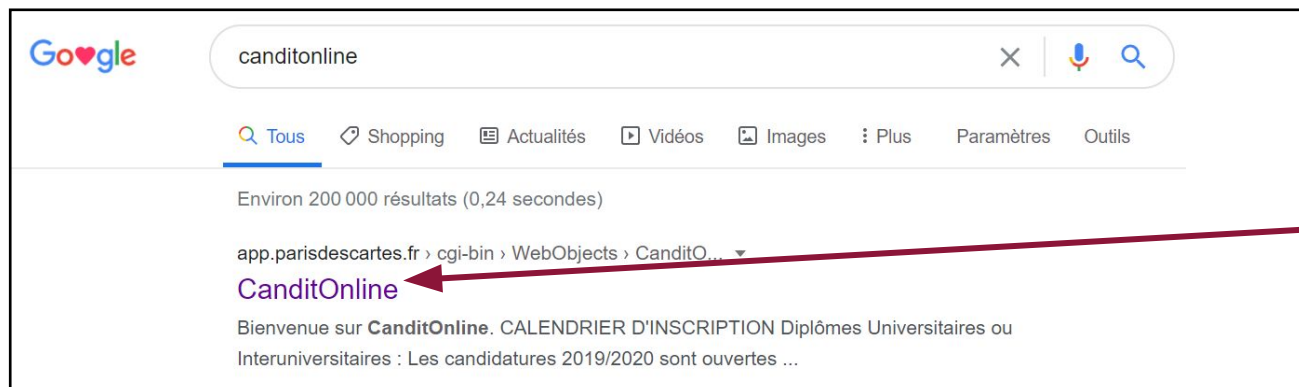 Go♥gle
canditonline
Tous Shopping Actualités Vidéos Images Plus Paramètres Outils
Environ 200 000 résultats (0,24 secondes)
app.parisdescartes.fr › cgi-bin › WebObjects › CanditO...
CanditOnline
Bienvenue sur CanditOnline. CALENDRIER D'INSCRIPTION Diplômes Universitaires ou
Interuniversitaires : Les candidatures 2019/2020 sont ouvertes ...